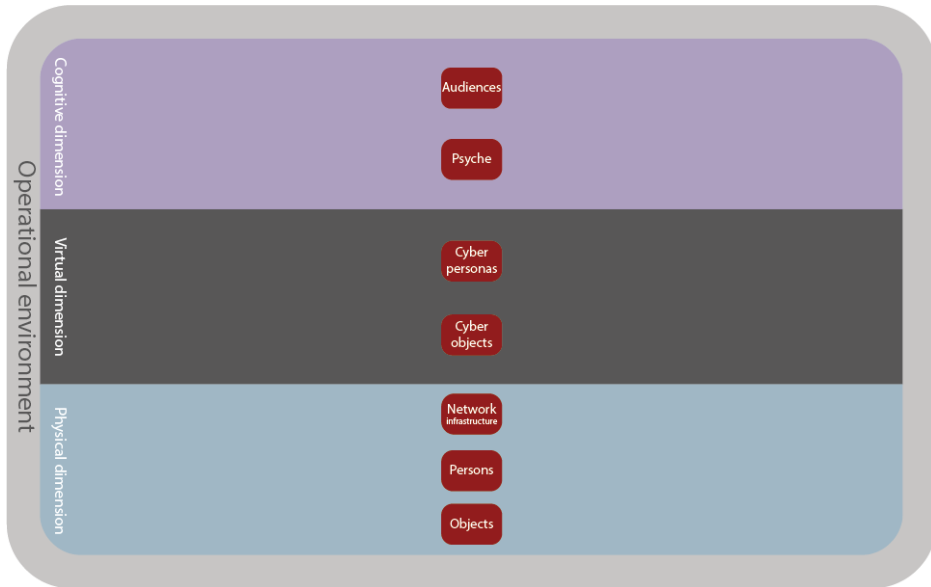 Operational environment
Cognitive dimension
Audiences
Psyche
Virtual dimension
Cyber
personas
Cyber
objects
Physical dimension
Network
infrastructure
Persons
Objects